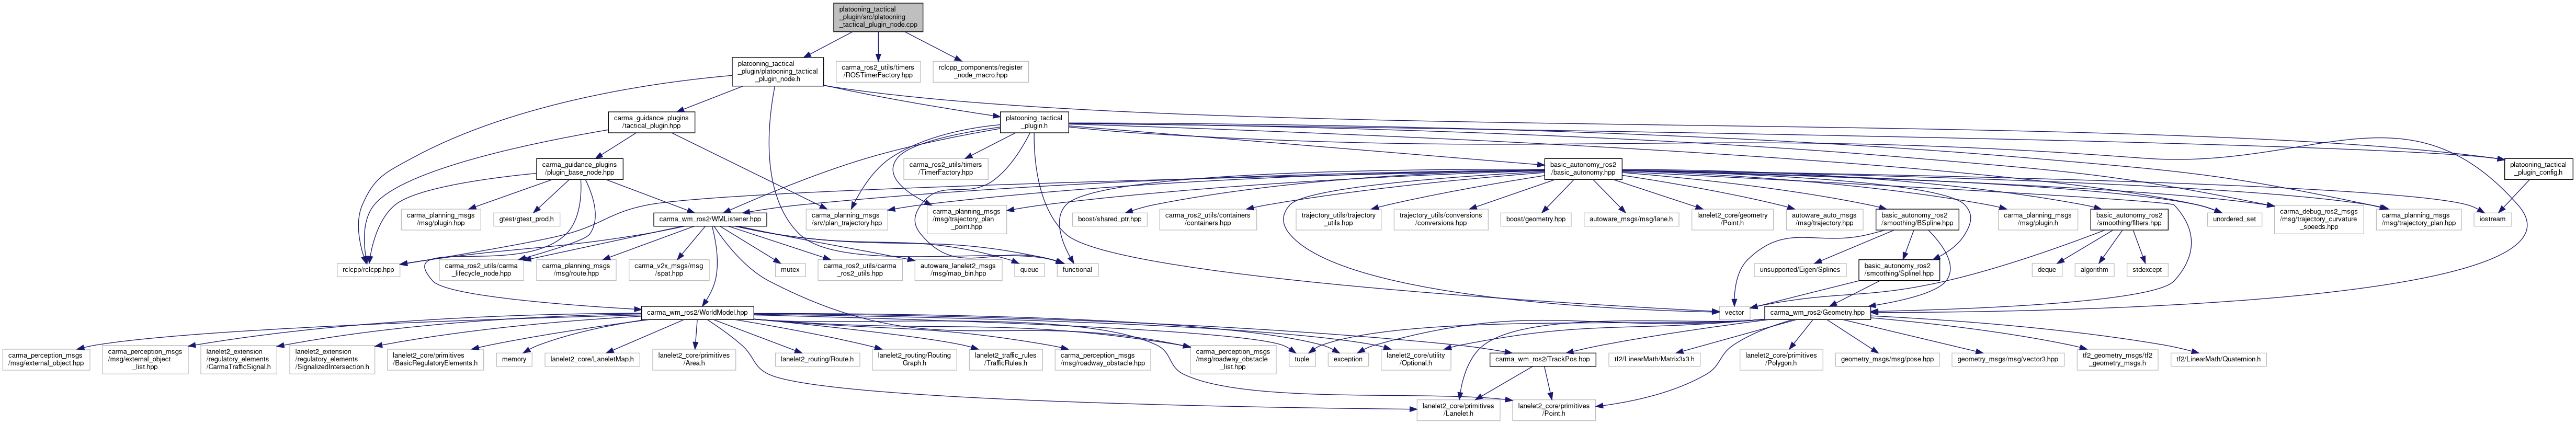 platooning_tactical
_plugin/src/platooning
_tactical_plugin_node.cpp
platooning_tactical
_plugin/platooning_tactical
_plugin_node.h
carma_ros2_utils/timers
/ROSTimerFactory.hpp
rclcpp_components/register
_node_macro.hpp
carma_guidance_plugins
/tactical_plugin.hpp
platooning_tactical
_plugin.h
carma_guidance_plugins
/plugin_base_node.hpp
carma_ros2_utils/timers
/TimerFactory.hpp
basic_autonomy_ros2
/basic_autonomy.hpp
platooning_tactical
_plugin_config.h
carma_planning_msgs
/msg/plugin.hpp
gtest/gtest_prod.h
carma_wm_ros2/WMListener.hpp
carma_planning_msgs
/srv/plan_trajectory.hpp
carma_planning_msgs
/msg/trajectory_plan
_point.hpp
boost/shared_ptr.hpp
carma_ros2_utils/containers
/containers.hpp
trajectory_utils/trajectory
_utils.hpp
trajectory_utils/conversions
/conversions.hpp
boost/geometry.hpp
autoware_msgs/msg/lane.h
lanelet2_core/geometry
/Point.h
autoware_auto_msgs
/msg/trajectory.hpp
basic_autonomy_ros2
/smoothing/BSpline.hpp
carma_planning_msgs
/msg/plugin.h
basic_autonomy_ros2
/smoothing/filters.hpp
unordered_set
carma_debug_ros2_msgs
/msg/trajectory_curvature
_speeds.hpp
carma_planning_msgs
/msg/trajectory_plan.hpp
iostream
rclcpp/rclcpp.hpp
carma_ros2_utils/carma
_lifecycle_node.hpp
carma_planning_msgs
/msg/route.hpp
carma_v2x_msgs/msg
/spat.hpp
mutex
carma_ros2_utils/carma
_ros2_utils.hpp
autoware_lanelet2_msgs
/msg/map_bin.hpp
queue
functional
unsupported/Eigen/Splines
basic_autonomy_ros2
/smoothing/SplineI.hpp
deque
algorithm
stdexcept
carma_wm_ros2/WorldModel.hpp
vector
carma_wm_ros2/Geometry.hpp
carma_perception_msgs
/msg/external_object.hpp
carma_perception_msgs
/msg/external_object
_list.hpp
lanelet2_extension
/regulatory_elements
/CarmaTrafficSignal.h
lanelet2_extension
/regulatory_elements
/SignalizedIntersection.h
lanelet2_core/primitives
/BasicRegulatoryElements.h
memory
lanelet2_core/LaneletMap.h
lanelet2_core/primitives
/Area.h
lanelet2_routing/Route.h
lanelet2_routing/Routing
Graph.h
lanelet2_traffic_rules
/TrafficRules.h
carma_perception_msgs
/msg/roadway_obstacle.hpp
carma_perception_msgs
/msg/roadway_obstacle
_list.hpp
tuple
exception
lanelet2_core/utility
/Optional.h
carma_wm_ros2/TrackPos.hpp
tf2/LinearMath/Matrix3x3.h
lanelet2_core/primitives
/Polygon.h
geometry_msgs/msg/pose.hpp
geometry_msgs/msg/vector3.hpp
tf2_geometry_msgs/tf2
_geometry_msgs.h
tf2/LinearMath/Quaternion.h
lanelet2_core/primitives
/Lanelet.h
lanelet2_core/primitives
/Point.h